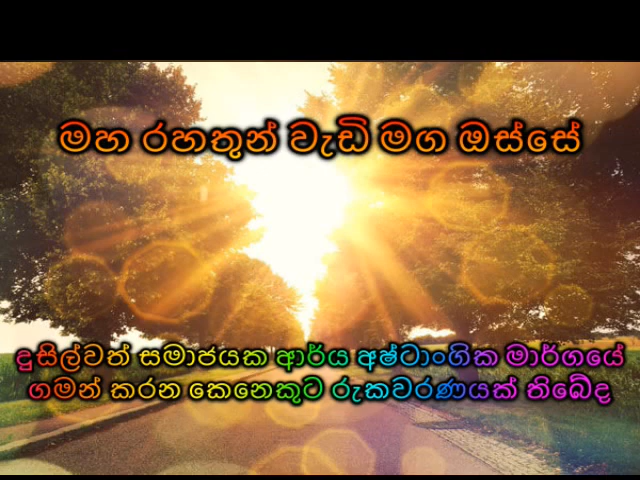 මහ රහතුන් වැඩි මග ඔස්සේ
දුසිල්වත් සමාජයක ආර්ය අෂ්ටාංගික මාර්ගයේ
ගමන් කරන කෙනෙකුට රුකවරණයක් තිබේද